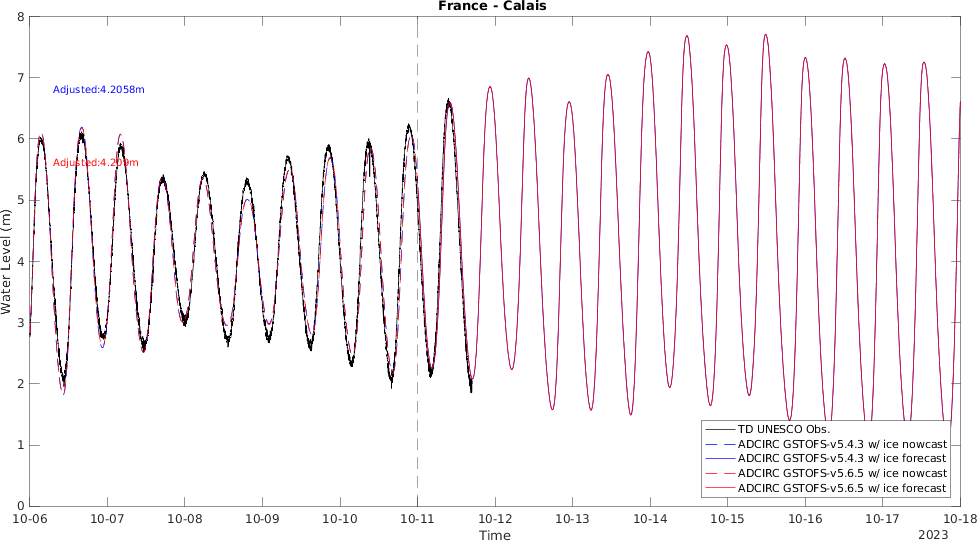 France - Calais
8
7
6
5
4
3
2
1
0
Water Level (m)
Adjusted:4.2058m
Adjusted:4.209m
TD UNESCO Obs.
ADCIRC GSTOFS-v5.4.3 w/ ice nowcast
ADCIRC GSTOFS-v5.4.3 w/ ice forecast
ADCIRC GSTOFS-v5.6.5 w/ ice nowcast
ADCIRC GSTOFS-v5.6.5 w/ ice forecast
10-06 10-07 10-08 10-09 10-10 10-11 10-12 10-13 10-14 10-15 10-16 10-17 10-18
Time
2023